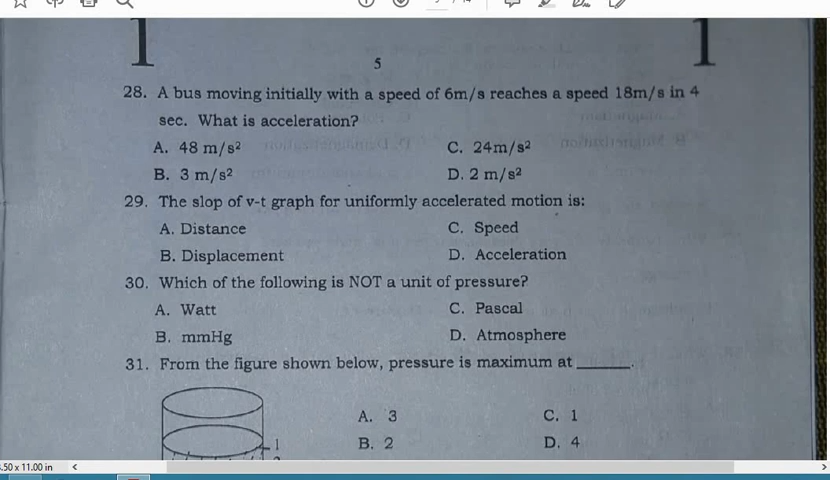 1 1
5
28. A bus moving initially with a speed of 6m/s reaches a speed 18m/s in 4
sec. What is acceleration?
A. 48 m/s² C. 24m/s²
B. 3 m/s² D. 2 m/s²
29. The slop of v-t graph for uniformly accelerated motion is:
A. Distance C. Speed
B. Displacement D. Acceleration
30. Which of the following is NOT a unit of pressure?
A. Watt C. Pascal
B. mmHg D. Atmosphere
31. From the figure shown below, pressure is maximum at ______.
A. 3 C. 1
1
B. 2 D. 4
.50 x 11.00 in